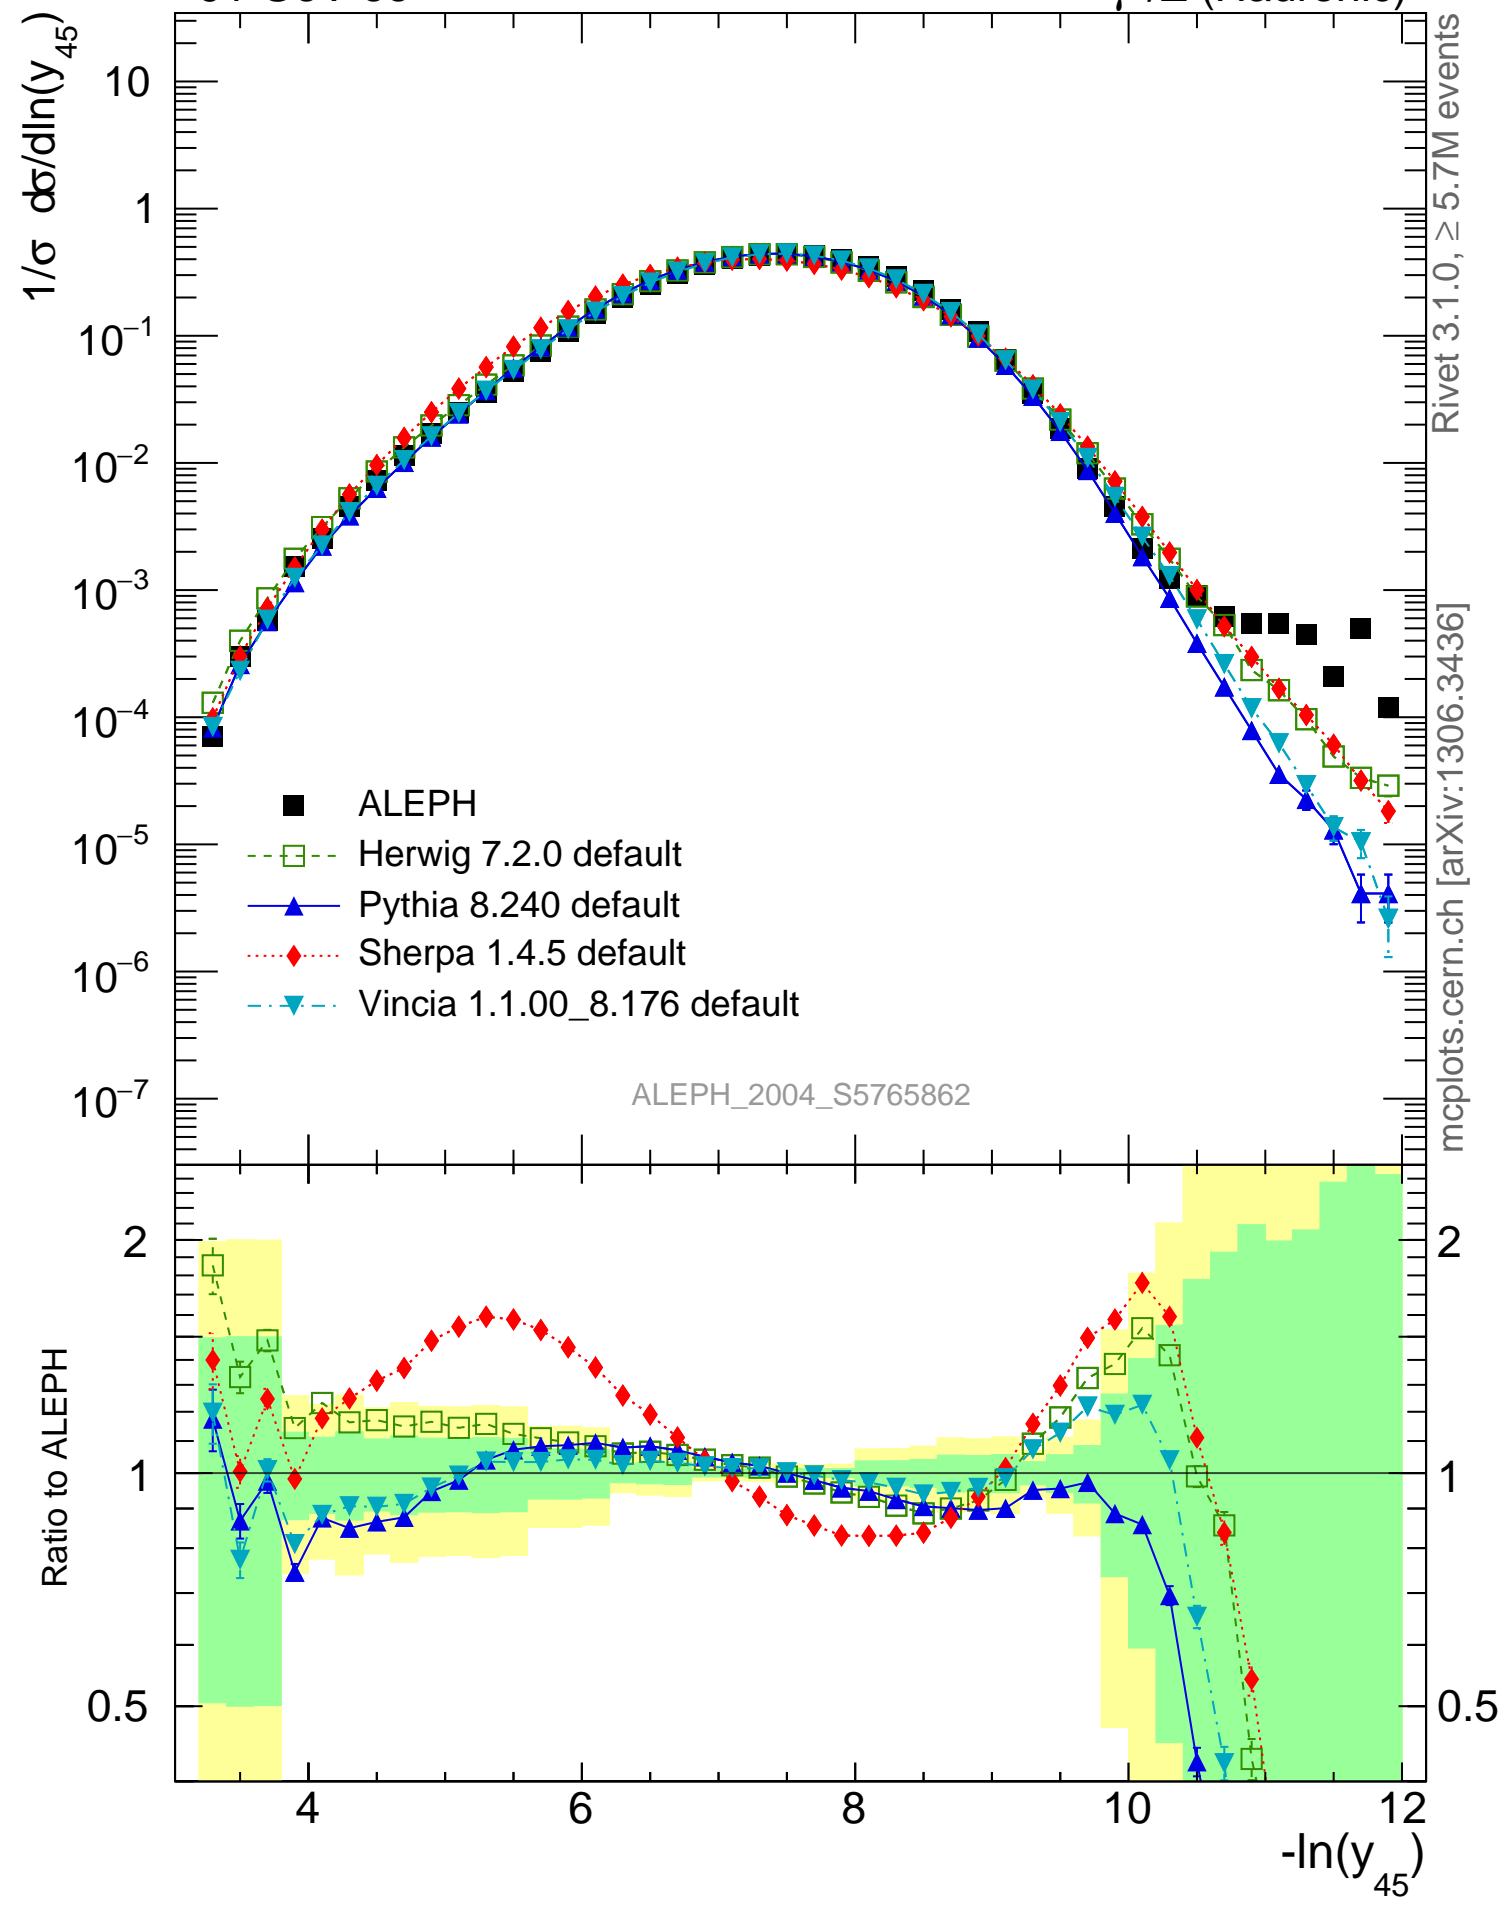 1/σ dσ/dln(y45)
10
1
10−1
10−2
10−3
10−4
10−5
10−6
10−7
ALEPH
Herwig 7.2.0 default
Pythia 8.240 default
Sherpa 1.4.5 default
Vincia 1.1.00_8.176 default
ALEPH_2004_S5765862
Rivet 3.1.0, ≥ 5.7M events
mcplots.cern.ch [arXiv:1306.3436]
Ratio to ALEPH
2
1
0.5
2
1
0.5
4 6 8 10 12
-ln(y45)